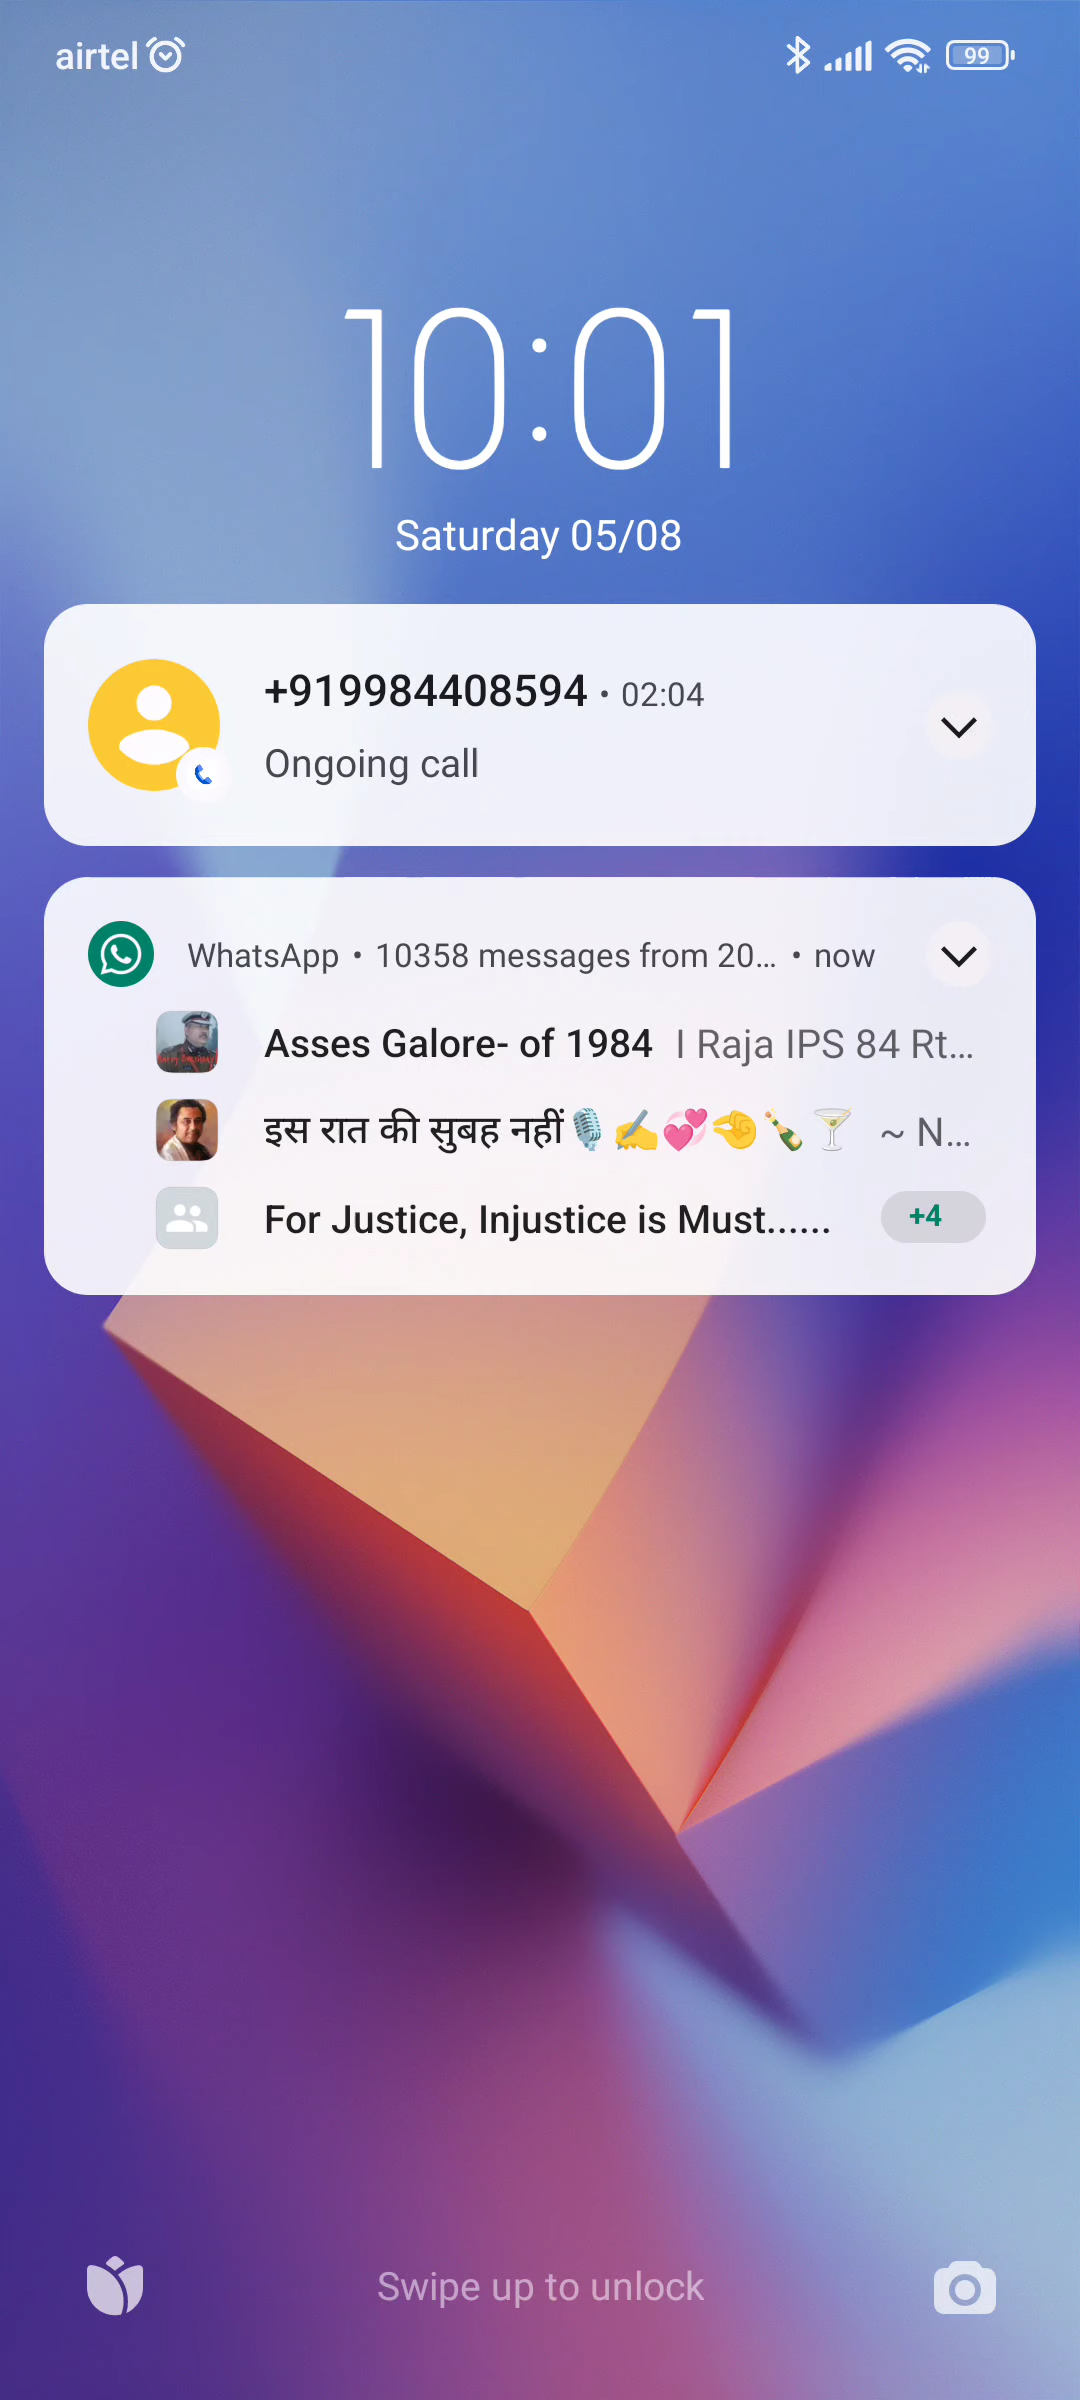 airtel
99
10:01
Saturday 05/08
+919984408594 • 02:04
Ongoing call
WhatsApp • 10358 messages from 20... • now
Asses Galore- of 1984 I Raja IPS 84 Rt...
इस रात की सुबह नहीं🎙️✍️💞🤏🍾🍸 ~ N...
For Justice, Injustice is Must...... +4
Swipe up to unlock